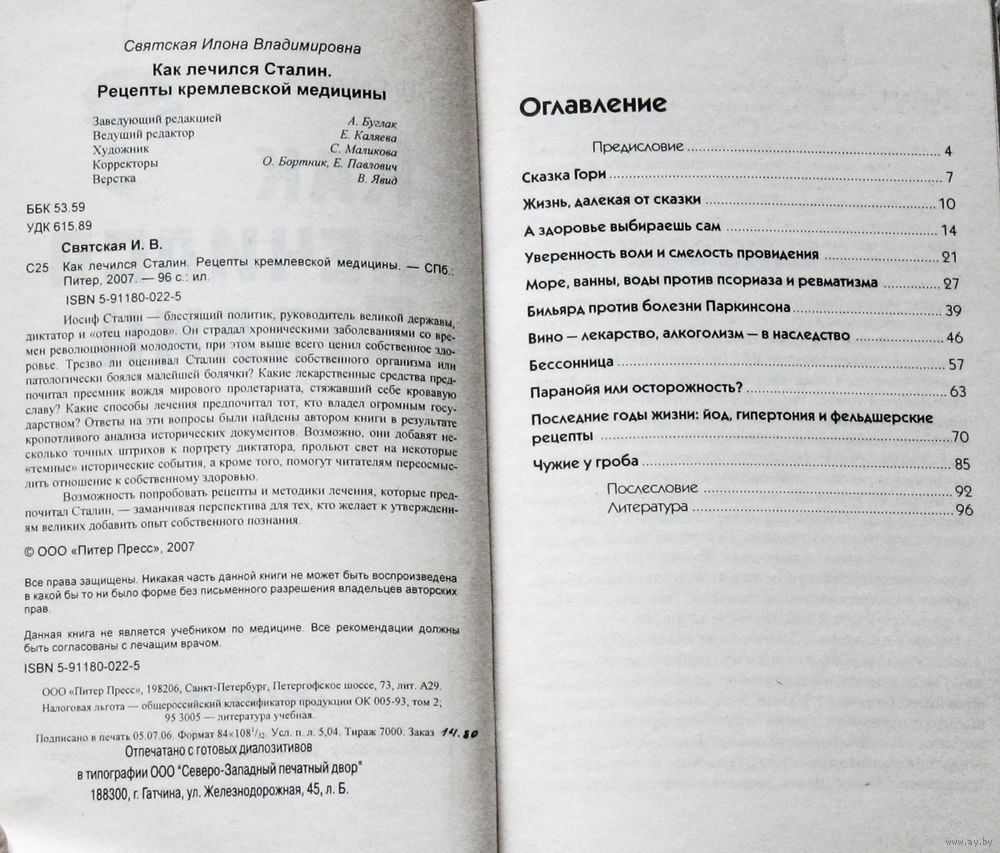 Святская Илона Владимировна
Как лечился Сталин.
Рецепты кремлевской медицины
Заведующий редакцией А. Буглак
Ведущий редактор Е. Каляева
Художник С. Маликова
Корректоры О. Бортник, Е. Павлович
Верстка В. Явид
ББК 53.59
УДК 615.89
Святская И. В.
С25 Как лечился Сталин. Рецепты кремлевской медицины. — СПб.:
Питер, 2007. — 96 с.: ил.
ISBN 5-91180-022-5
Иосиф Сталин — блестящий политик, руководитель великой державы,
диктатор и «отец народов». Он страдал хроническими заболеваниями со вре-
мен революционной молодости, при этом выше всего ценил собственное здо-
ровье. Трезво ли оценивал Сталин состояние собственного организма или
патологически боялся малейшей болячки? Какие лекарственные средства пред-
почитал преемник вождя мирового пролетариата, стяжавший себе кровавую
славу? Какие способы лечения предпочитал тот, кто владел огромным госу-
дарством? Ответы на эти вопросы были найдены автором книги в результате
кропотливого анализа исторических документов. Возможно, они добавят не-
сколько точных штрихов к портрету диктатора, прольют свет на некоторые
«темные» исторические события, а кроме того, помогут читателям переосмыс-
лить отношение к собственному здоровью.
Возможность попробовать рецепты и методики лечения, которые пред-
почитал Сталин, — заманчивая перспектива для тех, кто желает к утверждени-
ям великих добавить опыт собственного познания.
© ООО «Питер Пресс», 2007
Все права защищены. Никакая часть данной книги не может быть воспроизведена
в какой бы то ни было форме без письменного разрешения владельцев авторских
прав.
Данная книга не является учебником по медицине. Все рекомендации должны
быть согласованы с лечащим врачом.
ISBN 5-91180-022-5
ООО «Питер Пресс», 198206, Санкт-Петербург, Петергофское шоссе, 73, лит. А29.
Налоговая льгота — общероссийский классификатор продукции ОК 005-93, том 2;
95 3005 — литература учебная.
Подписано в печать 05.07.06. Формат 84×108¹/₃₂. Усл. п. л. 5,04. Тираж 7000. Заказ 1480
Отпечатано с готовых диапозитивов
в типографии ООО "Северо-Западный печатный двор"
188300, г. Гатчина, ул. Железнодорожная, 45, л. Б.
Оглавление
Предисловие 4
Сказка Гори 7
Жизнь, далекая от сказки 10
А здоровье выбираешь сам 14
Уверенность воли и смелость провидения 21
Море, ванны, воды против псориаза и ревматизма 27
Бильярд против болезни Паркинсона 39
Вино — лекарство, алкоголизм — в наследство 46
Бессонница 57
Паранойя или осторожность? 63
Последние годы жизни: йод, гипертония и фельдшерские
рецепты 70
Чужие у гроба 85
Послесловие 92
Литература 96
www.ay.by